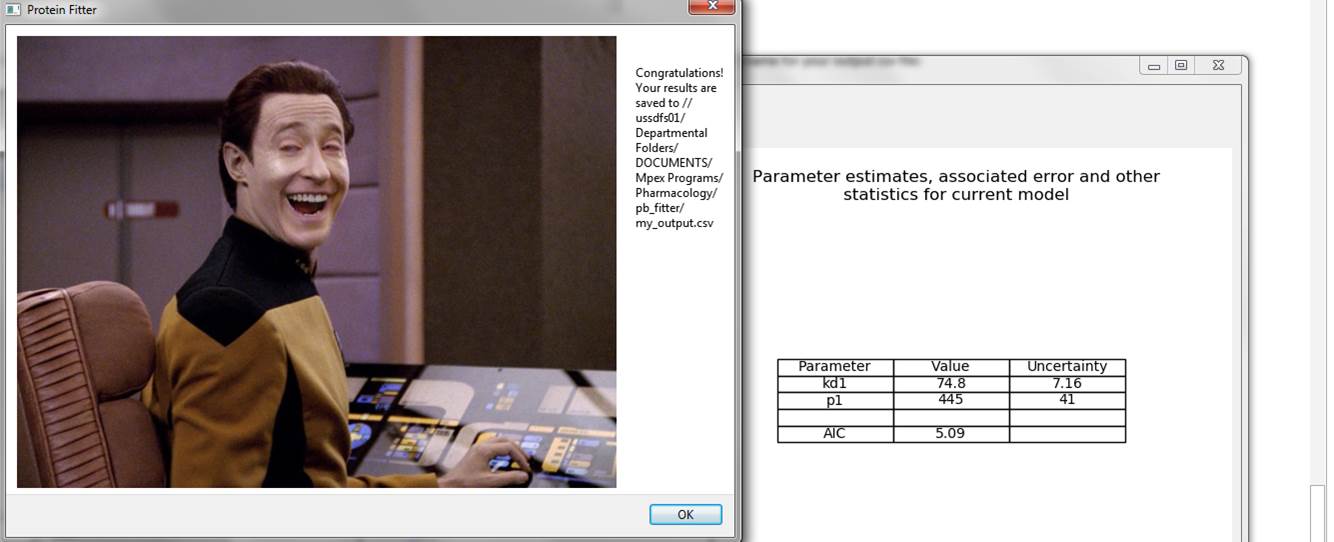 Protein Fitter
Congratulations!
Your results are
saved to //
ussdfs01/
Departmental
Folders/
DOCUMENTS/
Mpex Programs/
Pharmacology/
pb_fitter/
my_output.csv
OK
Parameter estimates, associated error and other
statistics for current model
Parameter Value Uncertainty
kd1 74.8 7.16
p1 445 41
AIC 5.09